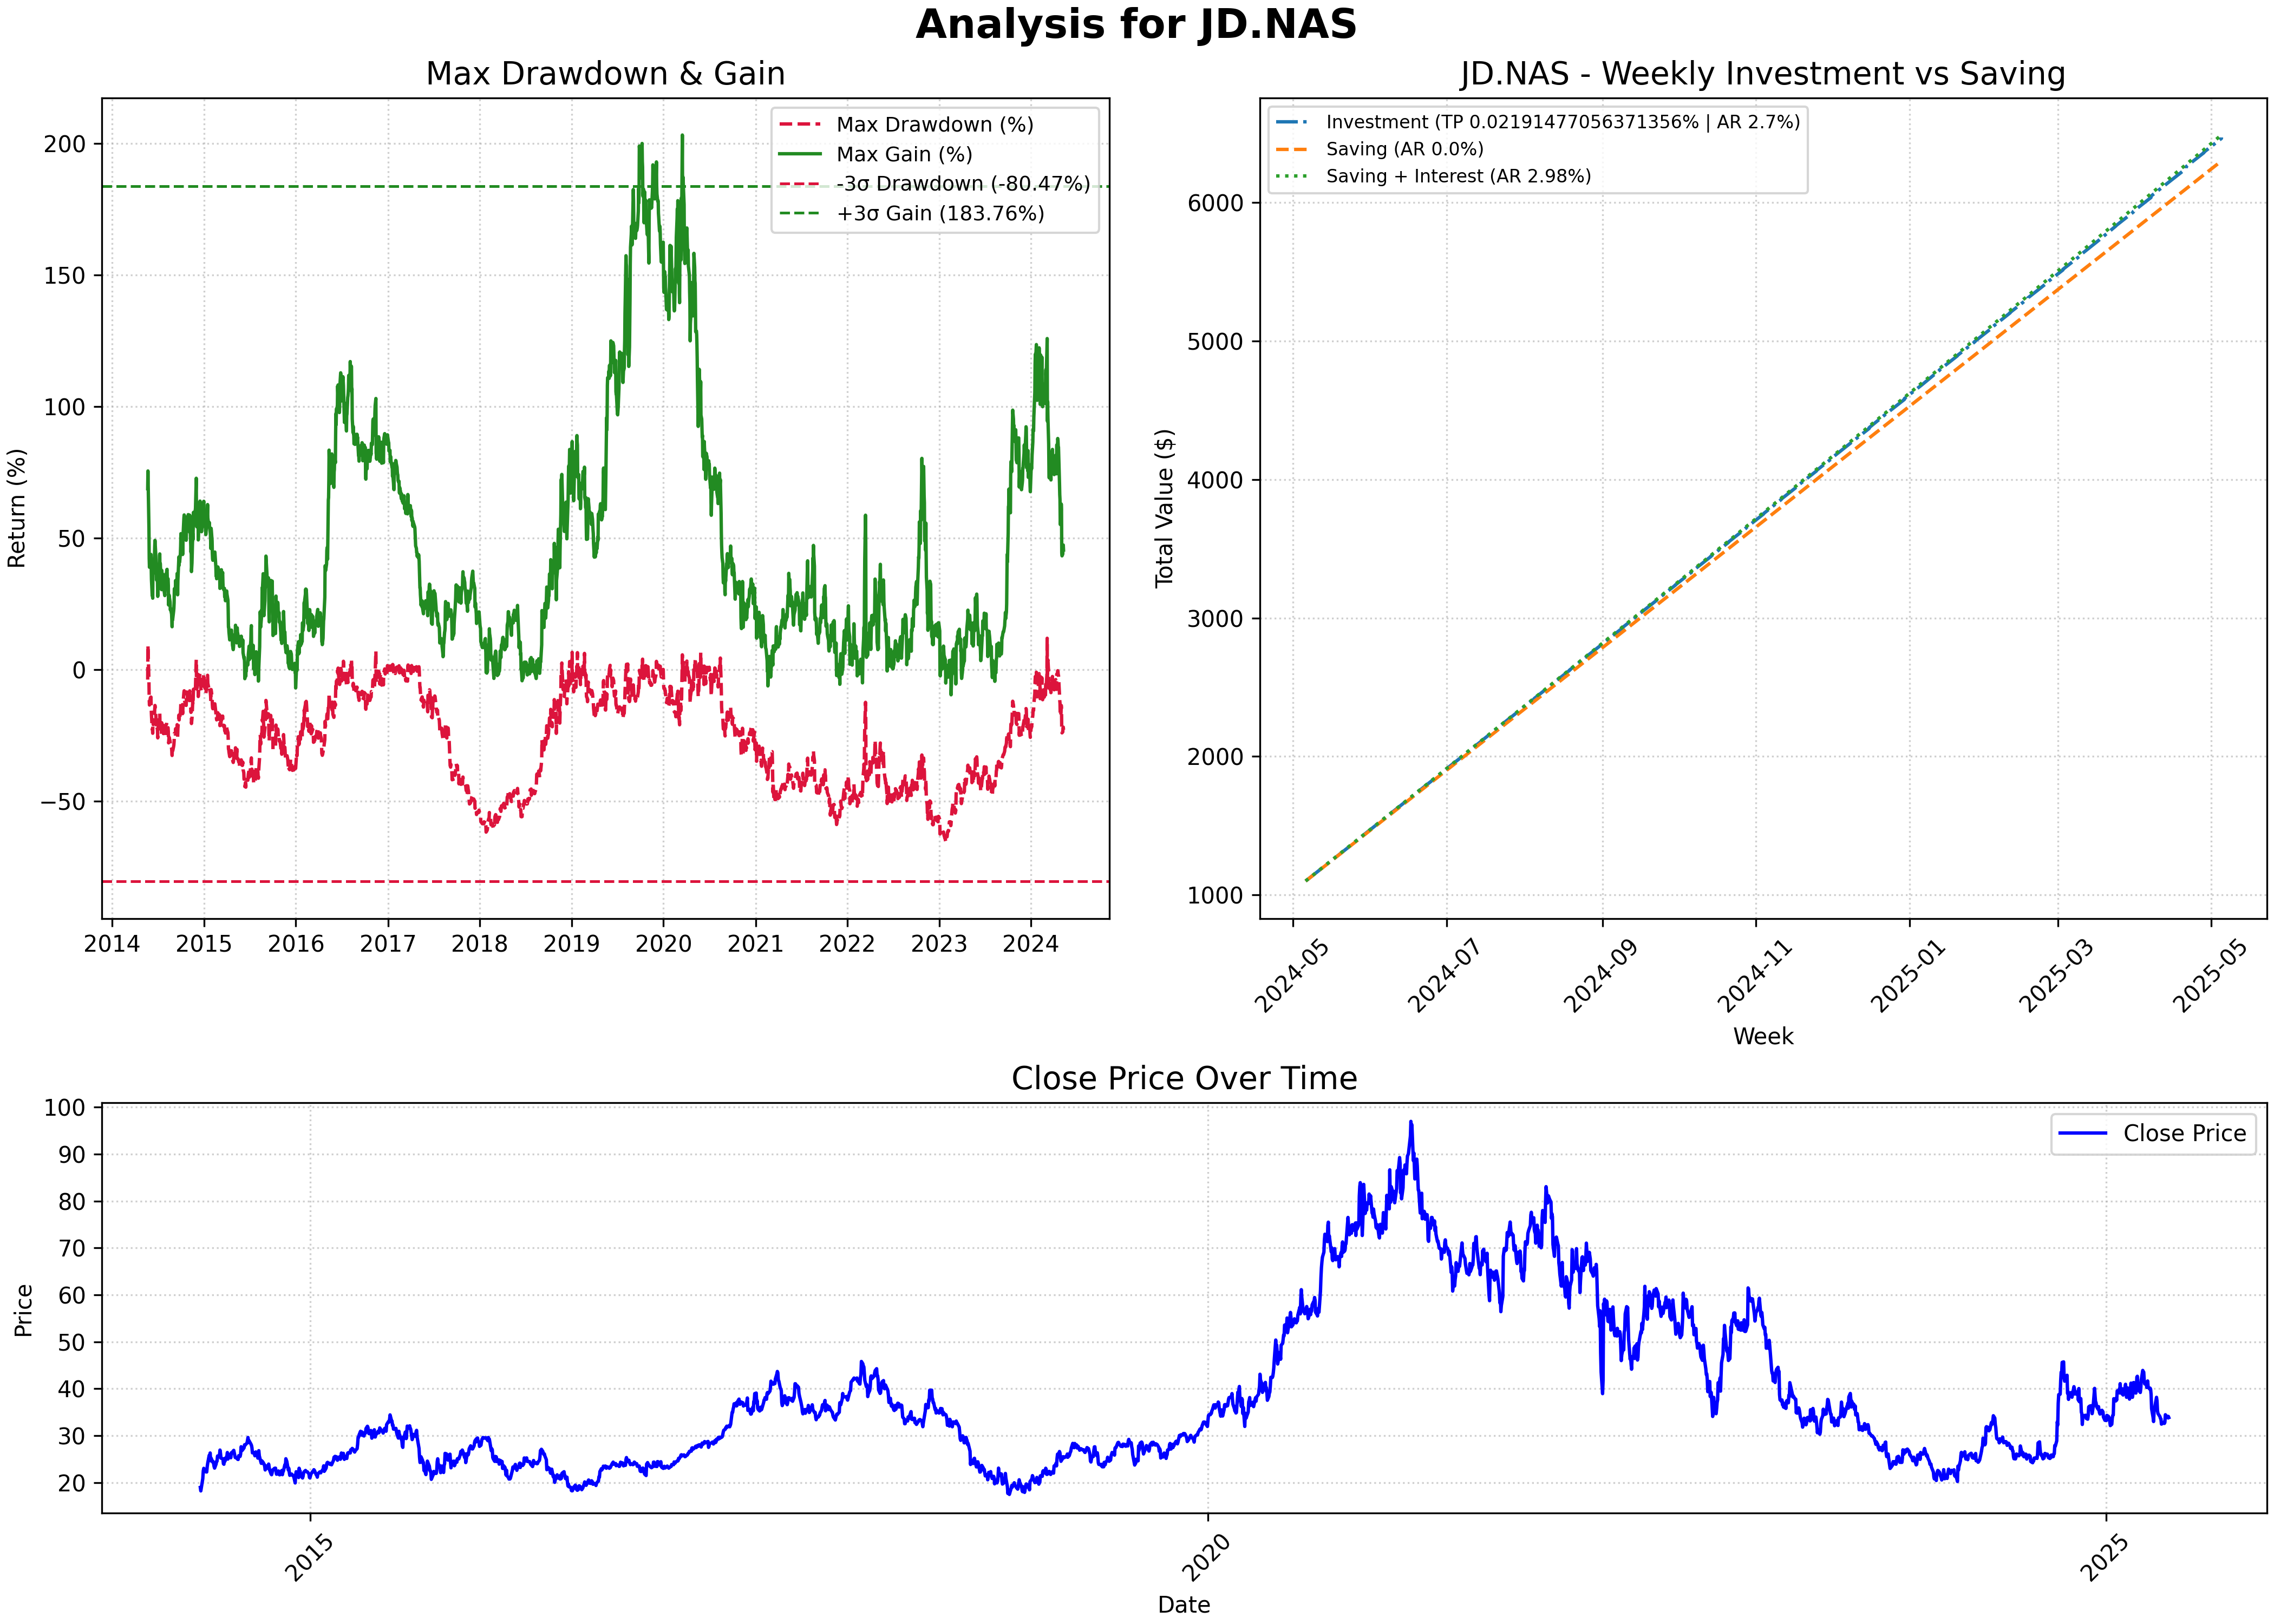 Analysis for JD.NAS
Max Drawdown & Gain
Return (%)
200
150
100
50
0
−50
2014 2015 2016 2017 2018 2019 2020 2021 2022 2023 2024
Max Drawdown (%)
Max Gain (%)
-3σ Drawdown (-80.47%)
+3σ Gain (183.76%)
JD.NAS - Weekly Investment vs Saving
Investment (TP 0.02191477056371356% | AR 2.7%)
Saving (AR 0.0%)
Saving + Interest (AR 2.98%)
Total Value ($)
6000
5000
4000
3000
2000
1000
2024-05 2024-07 2024-09 2024-11 2025-01 2025-03 2025-05
Week
Close Price Over Time
Close Price
Price
100
90
80
70
60
50
40
30
20
2015 2020 2025
Date